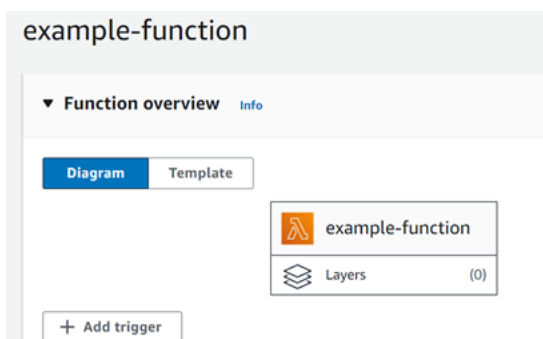 example-function
Function overview Info
Diagram Template
example-function
Layers (0)
Add trigger